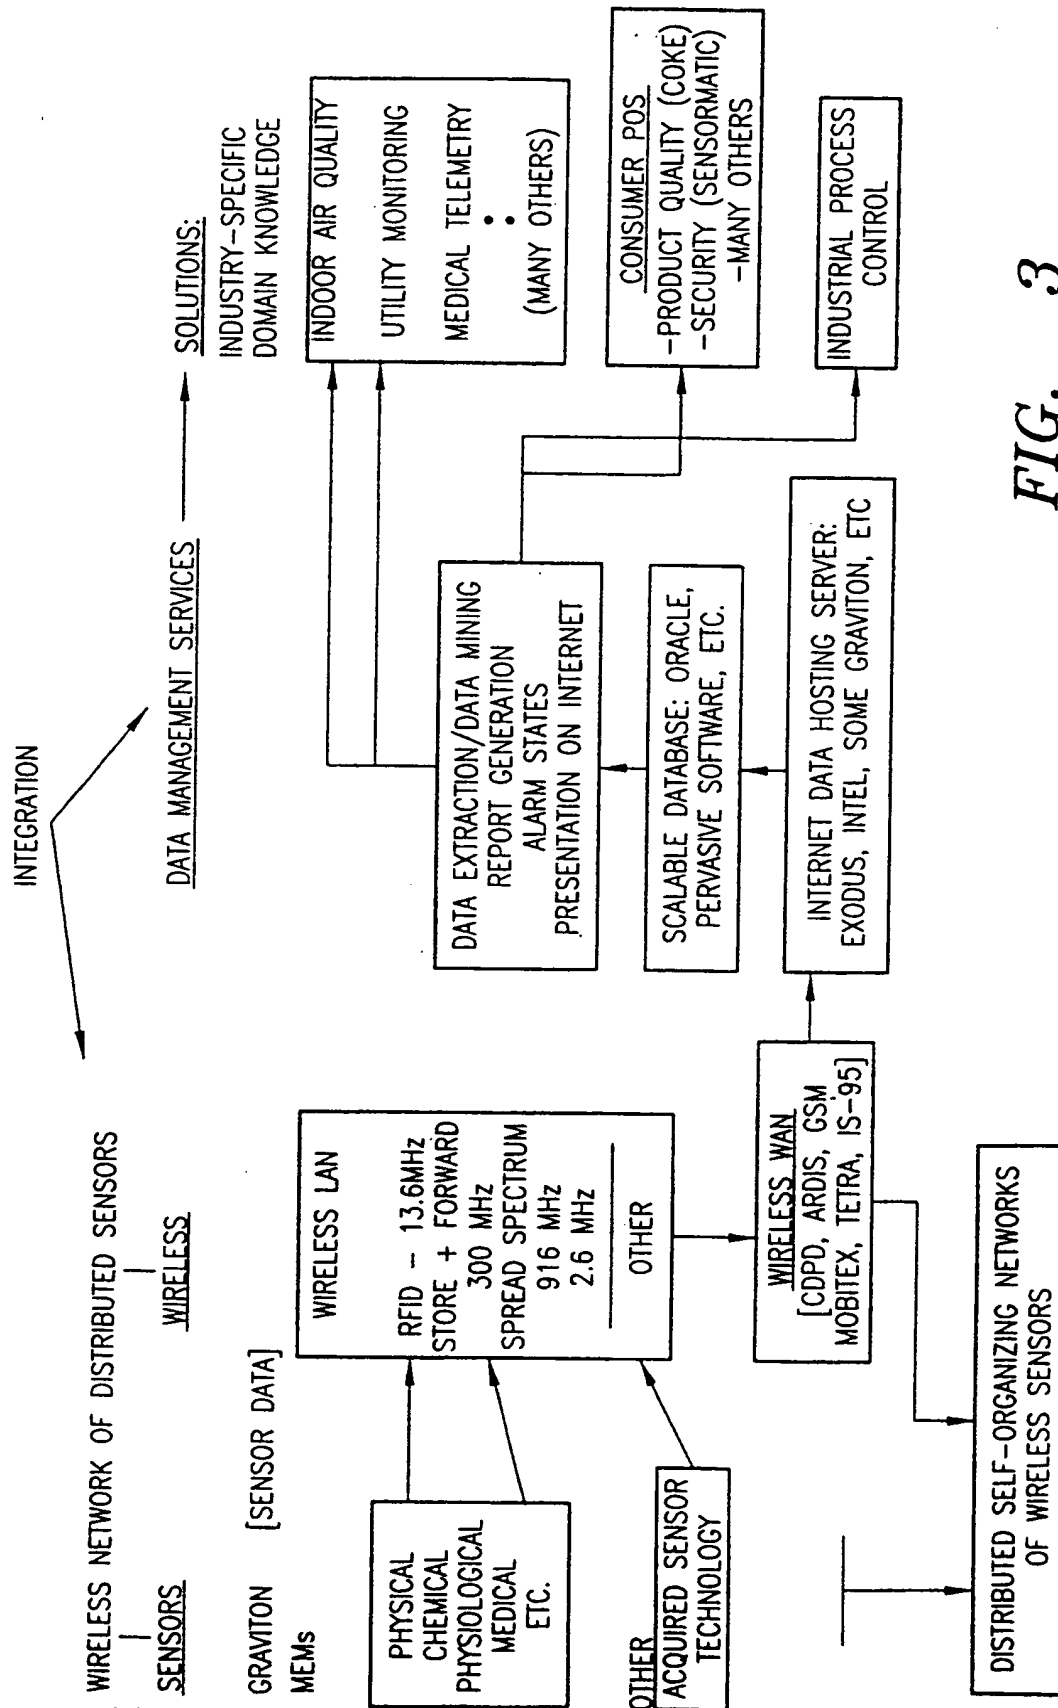 INTEGRATION
WIRELESS NETWORK OF DISTRIBUTED SENSORS
SENSORS
WIRELESS
DATA MANAGEMENT SERVICES
SOLUTIONS:
INDUSTRY-SPECIFIC
DOMAIN KNOWLEDGE
GRAVITON
MEMs
[SENSOR DATA]
PHYSICAL
CHEMICAL
PHYSIOLOGICAL
MEDICAL
ETC.
OTHER
ACQUIRED SENSOR
TECHNOLOGY
WIRELESS LAN
RFID - 13.6MHz
STORE + FORWARD
300 MHz
SPREAD SPECTRUM
916 MHz
2.6 MHz
OTHER
WIRELESS WAN
[CDPD, ARDIS, GSM
MOBITEX, TETRA, IS-95]
DISTRIBUTED SELF-ORGANIZING NETWORKS
OF WIRELESS SENSORS
DATA EXTRACTION/DATA MINING
REPORT GENERATION
ALARM STATES
PRESENTATION ON INTERNET
SCALABLE DATABASE: ORACLE,
PERVASIVE SOFTWARE, ETC.
INTERNET DATA HOSTING SERVER:
EXODUS, INTEL, SOME GRAVITON, ETC
INDOOR AIR QUALITY
UTILITY MONITORING
MEDICAL TELEMETRY
(MANY OTHERS)
CONSUMER POS
-PRODUCT QUALITY (COKE)
-SECURITY (SENSORMATIC)
-MANY OTHERS
INDUSTRIAL PROCESS
CONTROL
FIG. 3